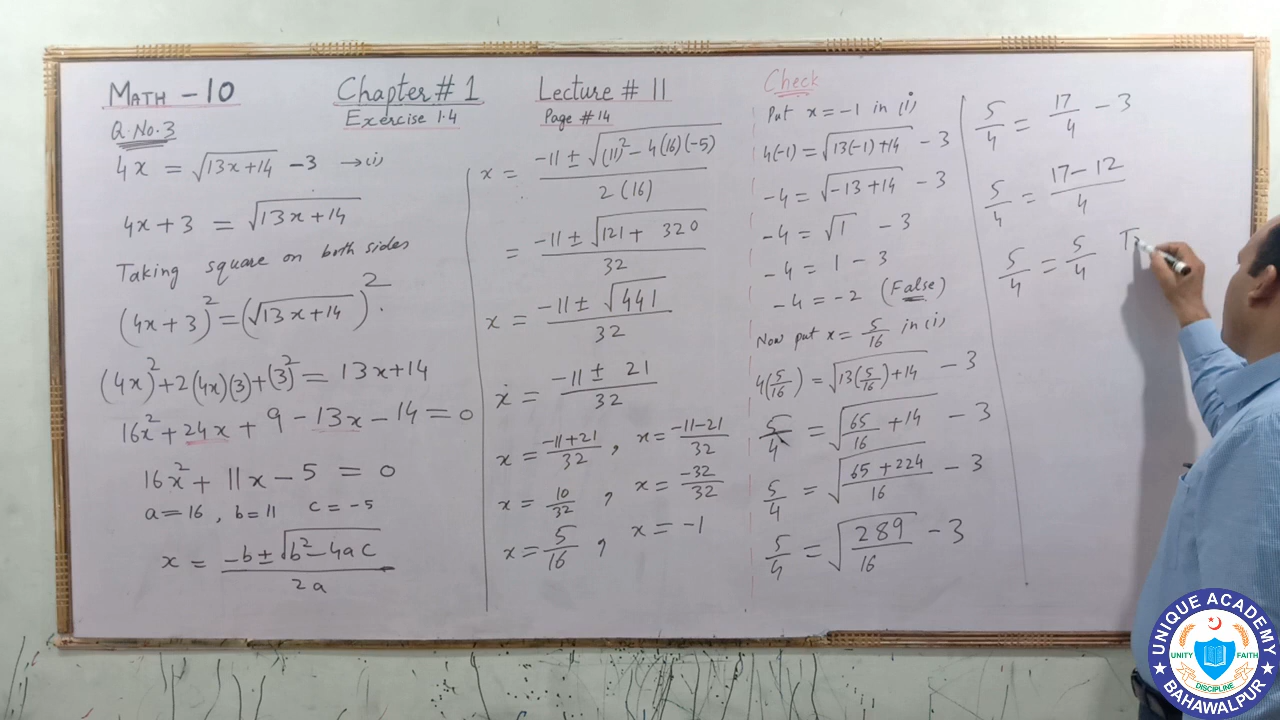 MATH - 10
Chapter # 1
Lecture # 11
Exercise 1.4
Page # 14
Q.No.3
4x = √(13x+14) - 3 → (i)
4x + 3 = √(13x + 14)
Taking square on both sides
(4x + 3)² = (√(13x + 14))².
(4x)² + 2(4x)(3) + (3)² = 13x + 14
16x² + 24x + 9 - 13x - 14 = 0
16x² + 11x - 5 = 0
a = 16 , b = 11 c = -5
x = (-b ± √(b² - 4ac)) / 2a
x = (-11 ± √((11)² - 4(16)(-5))) / 2(16)
= (-11 ± √(121 + 320)) / 32
x = (-11 ± √441) / 32
x = (-11 ± 21) / 32
x = (-11+21)/32 , x = (-11-21)/32
x = 10/32 , x = -32/32
x = 5/16 , x = -1
Check
Put x = -1 in (i)
4(-1) = √(13(-1)+14) - 3
-4 = √(-13+14) - 3
-4 = √1 - 3
-4 = 1 - 3
-4 = -2 (False)
Now put x = 5/16 in (i)
4(5/16) = √(13(5/16)+14) - 3
5/4 = √(65/16 + 14) - 3
5/4 = √((65 + 224)/16) - 3
5/4 = √(289/16) - 3
5/4 = 17/4 - 3
5/4 = (17 - 12)/4
5/4 = 5/4
UNIQUE ACADEMY
UNITY FAITH
DISCIPLINE
BAHAWALPUR